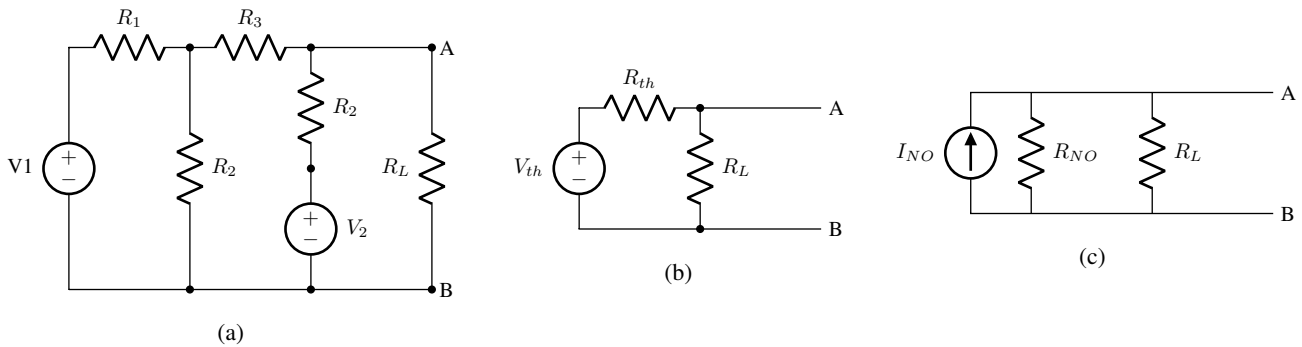 R1
R3
A
R2
V1
+
−
R2
RL
+
−
V2
B
(a)
Rth
A
Vth
+
−
RL
B
(b)
A
INO
RNO
RL
B
(c)